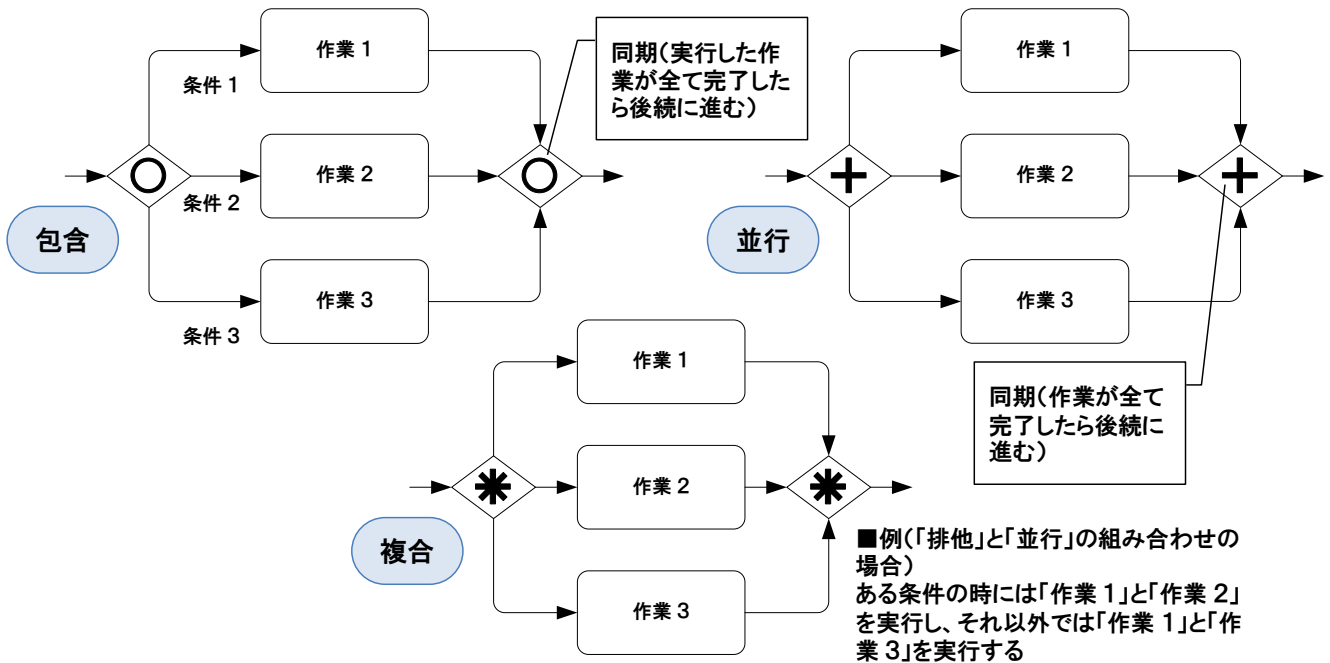 作業 1
条件 1
作業 2
条件 2
包含
作業 3
条件 3
同期（実行した作
業が全て完了した
ら後続に進む）
作業 1
作業 2
並行
作業 3
同期（作業が全て
完了したら後続に
進む）
作業 1
作業 2
複合
作業 3
■例（「排他」と「並行」の組み合わせの
場合）
ある条件の時には「作業 1」と「作業 2」
を実行し、それ以外では「作業 1」と「作
業 3」を実行する